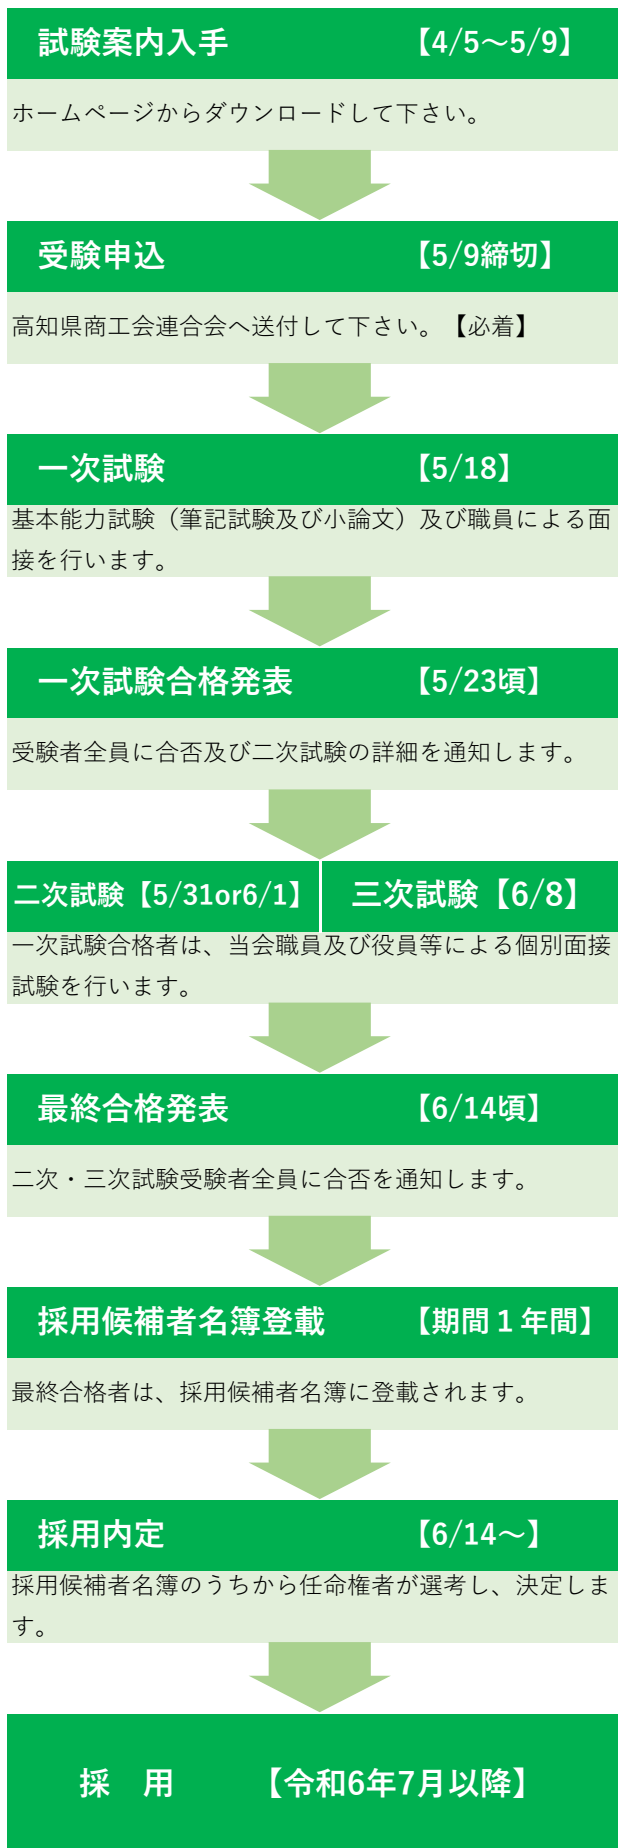 試験案内入手 【4/5～5/9】
ホームページからダウンロードして下さい。
受験申込 【5/9締切】
高知県商工会連合会へ送付して下さい。【必着】
一次試験 【5/18】
基本能力試験（筆記試験及び小論文）及び職員による面
接を行います。
一次試験合格発表 【5/23頃】
受験者全員に合否及び二次試験の詳細を通知します。
二次試験【5/31or6/1】 三次試験【6/8】
一次試験合格者は、当会職員及び役員等による個別面接
試験を行います。
最終合格発表 【6/14頃】
二次・三次試験受験者全員に合否を通知します。
採用候補者名簿登載 【期間１年間】
最終合格者は、採用候補者名簿に登載されます。
採用内定 【6/14～】
採用候補者名簿のうちから任命権者が選考し、決定しま
す。
採　用 【令和6年7月以降】